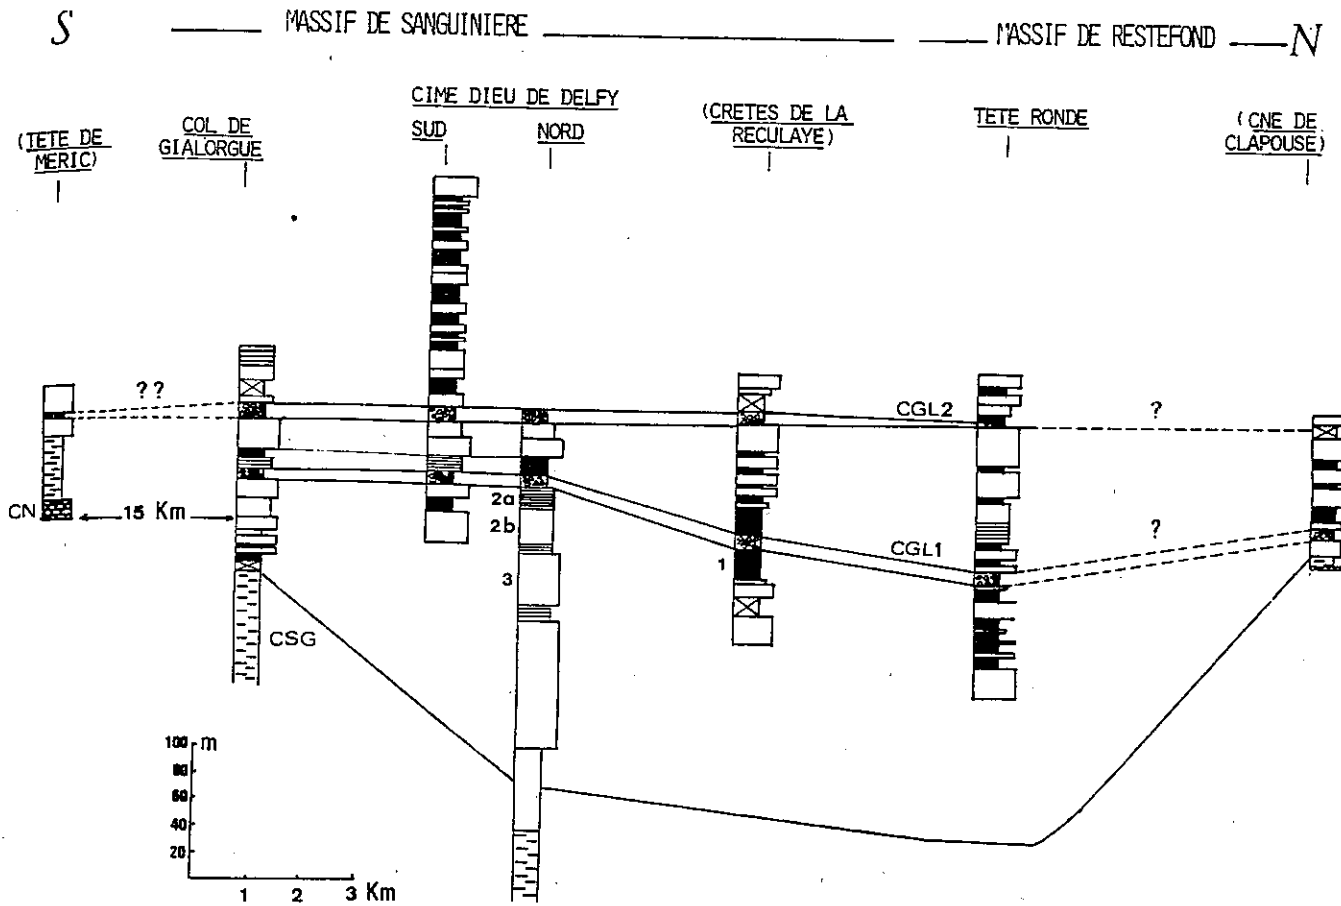 S MASSIF DE SANGUINIERE MASSIF DE RESTEFOND N
CIME DIEU DE DELFY
(TETE DE
MERIC)
COL DE
GIALORGUE
SUD
NORD
(CRETES DE LA
RECULAYE)
TETE RONDE
(CNE DE
CLAPOUSE)
??
CGL2
?
CN
15 Km
2a
2b
3
1
CGL1
?
CSG
100 m
80
60
40
20
1 2 3 Km